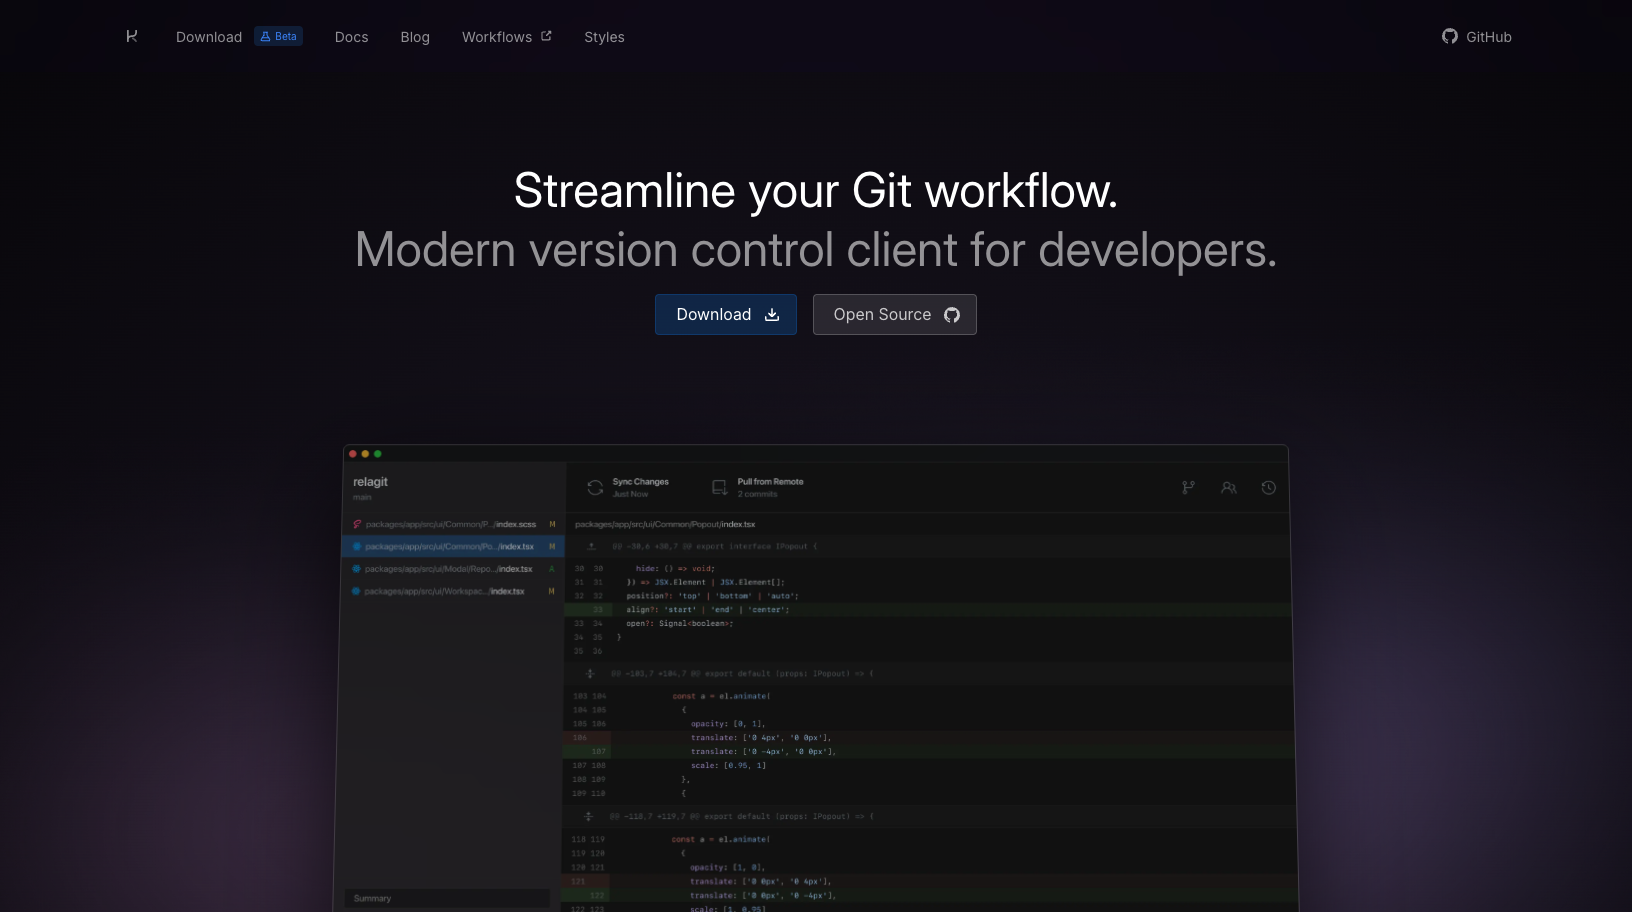 Download Beta Docs Blog Workflows Styles GitHub
Streamline your Git workflow.
Modern version control client for developers.
Download Open Source
relagit
main
Sync Changes
Just Now
Pull from Remote
2 commits
packages/app/src/ui/Common/P.../index.scss M
packages/app/src/ui/Common/Po.../index.tsx M
packages/app/src/ui/Modal/Repo.../index.tsx A
packages/app/src/ui/Workspac.../index.tsx M
Summary
packages/app/src/ui/Common/Popout/index.tsx
@@ -30,6 +30,7 @@ export interface IPopout {
30 30 hide: () => void;
31 31 }) => JSX.Element | JSX.Element[];
32 32 position?: 'top' | 'bottom' | 'auto';
33 align?: 'start' | 'end' | 'center';
33 34 open?: Signal<boolean>;
34 35 }
35 36
@@ -103,7 +104,7 @@ export default (props: IPopout) => {
103 104 const a = el.animate(
104 105 {
105 106 opacity: [0, 1],
106 translate: ['0 4px', '0 0px'],
107 translate: ['0 -4px', '0 0px'],
107 108 scale: [0.95, 1]
108 109 },
109 110 {
@@ -118,7 +119,7 @@ export default (props: IPopout) => {
118 119 const a = el.animate(
119 120 {
120 121 opacity: [1, 0],
121 translate: ['0 0px', '0 4px'],
122 translate: ['0 0px', '0 -4px'],
122 123 scale: [1, 0.95]